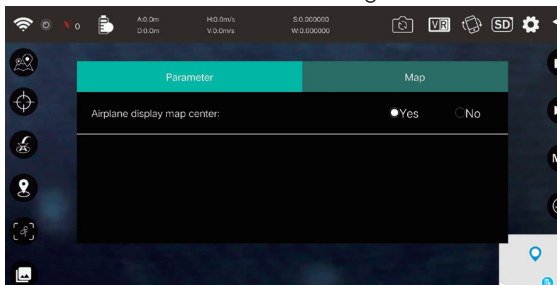 0 A:0.0m H:0.0m/s S:0.000000 VR SD
D:0.0m V:0.0m/s W:0.000000
Parameter Map
Airplane display map center: Yes No